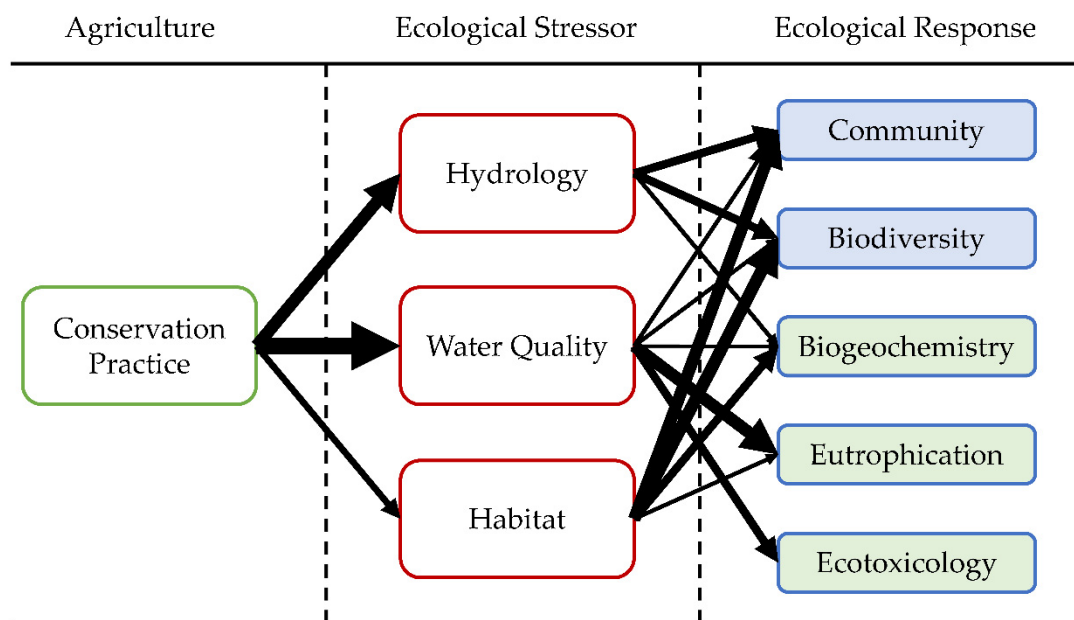 Agriculture
Ecological Stressor
Ecological Response
Conservation
Practice
Hydrology
Water Quality
Habitat
Community
Biodiversity
Biogeochemistry
Eutrophication
Ecotoxicology